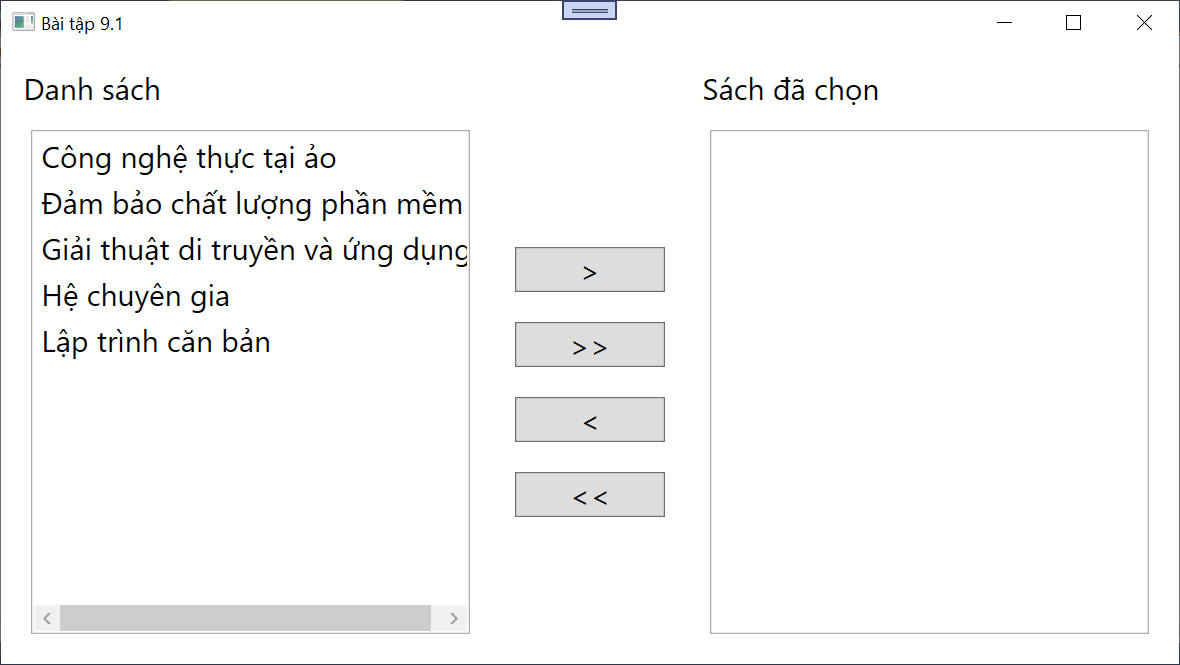 Bài tập 9.1
Danh sách
Sách đã chọn
Công nghệ thực tại ảo
Đảm bảo chất lượng phần mềm
Giải thuật di truyền và ứng dụng
Hệ chuyên gia
Lập trình căn bản
>
>>
<
<<